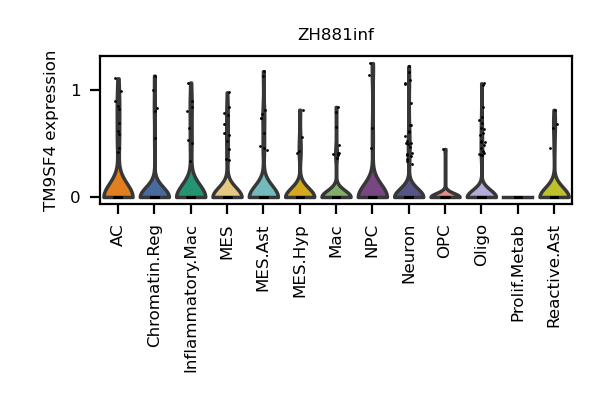 ZH881inf
TM9SF4 expression
1
0
AC
Chromatin.Reg
Inflammatory.Mac
MES
MES.Ast
MES.Hyp
Mac
NPC
Neuron
OPC
Oligo
Prolif.Metab
Reactive.Ast